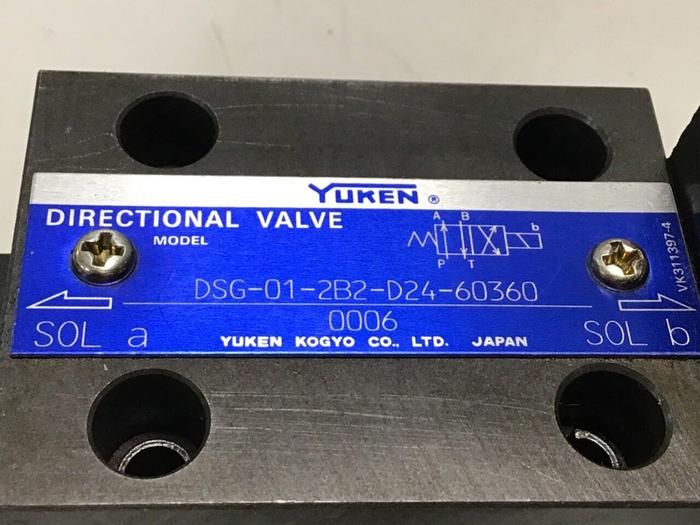 YUKEN ®
DIRECTIONAL VALVE
MODEL
A B
b
P T
DSG-01-2B2-D24-60360
0006
SOL a
SOL b
YUKEN KOGYO CO., LTD. JAPAN
VK311397-4